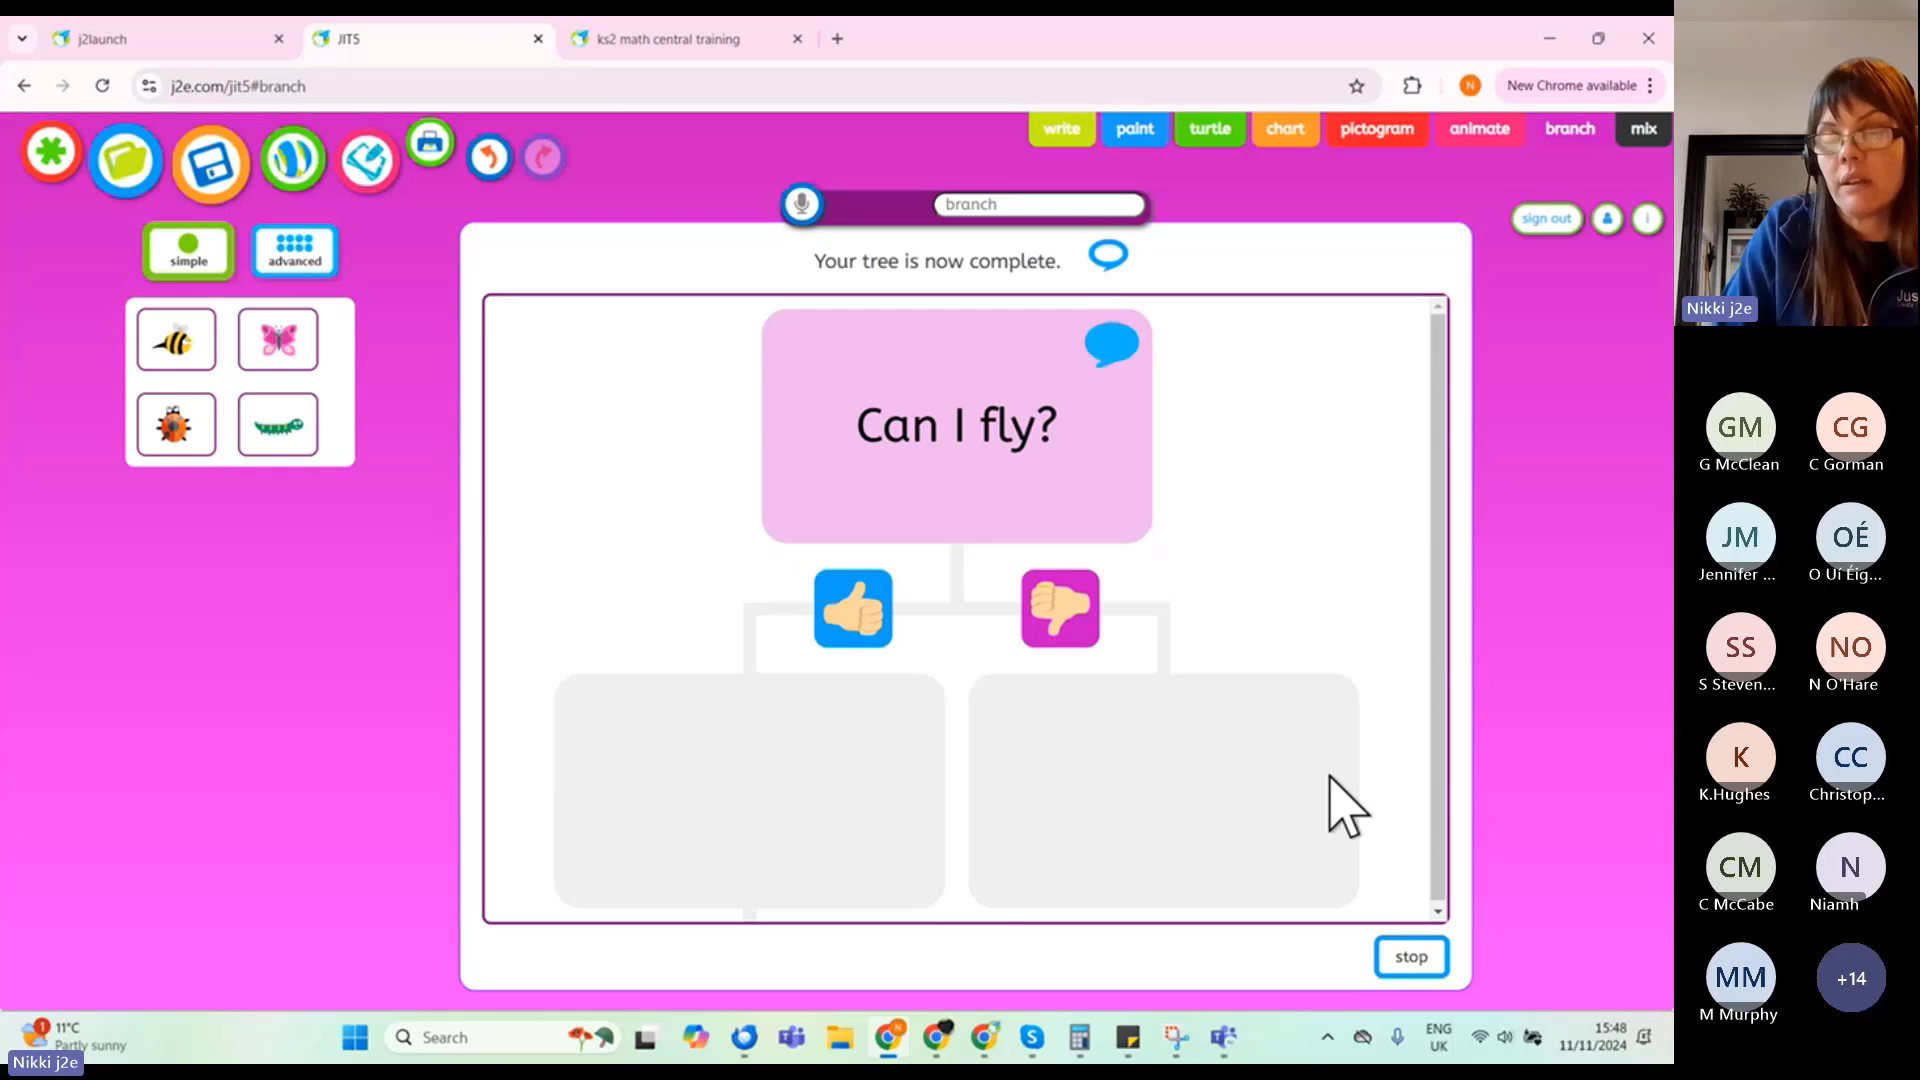 j2launch
JIT5
ks2 math central training
j2e.com/jit5#branch
N
New Chrome available
write
paint
turtle
chart
pictogram
animate
branch
mix
branch
sign out
i
simple
advanced
Your tree is now complete.
Can I fly?
stop
Jus
Nikki j2e
GM
G McClean
CG
C Gorman
JM
Jennifer ...
OÉ
O Uí Éig...
SS
S Steven...
NO
N O'Hare
K
K.Hughes
CC
Christop...
CM
C McCabe
N
Niamh
MM
M Murphy
+14
1
11°C
Partly sunny
Search
ENG
UK
15:48
11/11/2024
Nikki j2e